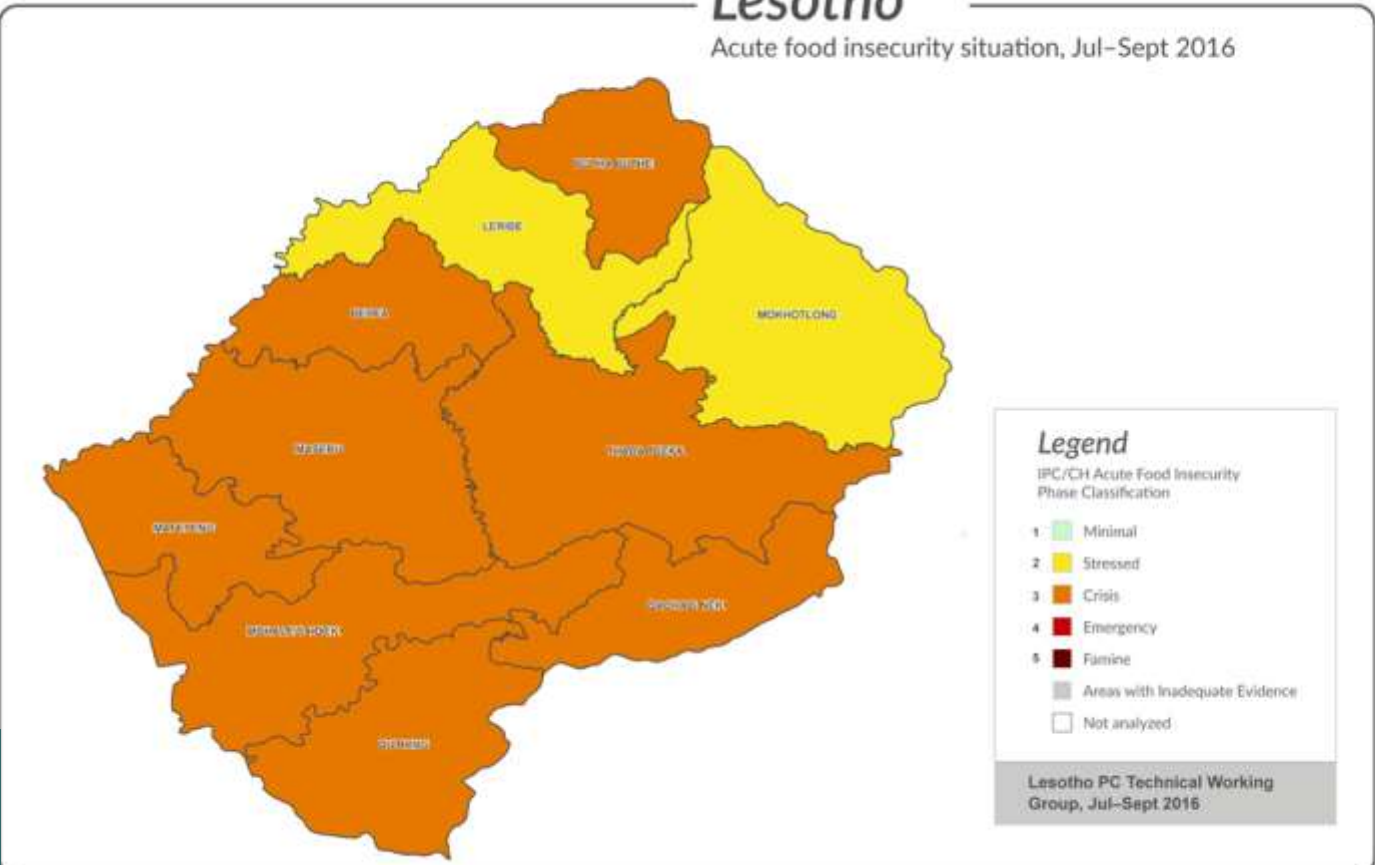 Lesotho
Acute food insecurity situation, Jul–Sept 2016
LERIBE
MOKHOTLONG
BEREA
MASERU
MAFETENG
QUTHING
Legend
IPC/CH Acute Food Insecurity
Phase Classification
1 Minimal
2 Stressed
3 Crisis
4 Emergency
5 Famine
Areas with Inadequate Evidence
Not analyzed
Lesotho PC Technical Working
Group, Jul–Sept 2016